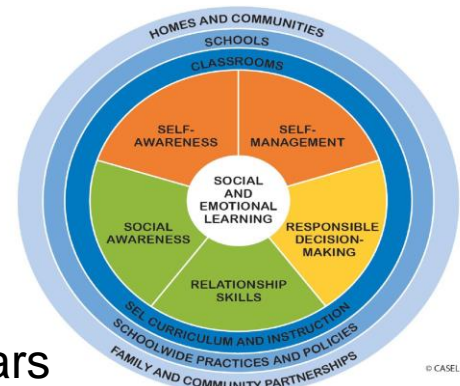 HOMES AND COMMUNITIES
SCHOOLS
CLASSROOMS
SELF-
AWARENESS
SELF-
MANAGEMENT
SOCIAL
AND
EMOTIONAL
LEARNING
SOCIAL
AWARENESS
RESPONSIBLE
DECISION-
MAKING
RELATIONSHIP
SKILLS
SEL CURRICULUM AND INSTRUCTION
SCHOOLWIDE PRACTICES AND POLICIES
FAMILY AND COMMUNITY PARTNERSHIPS
© CASEL